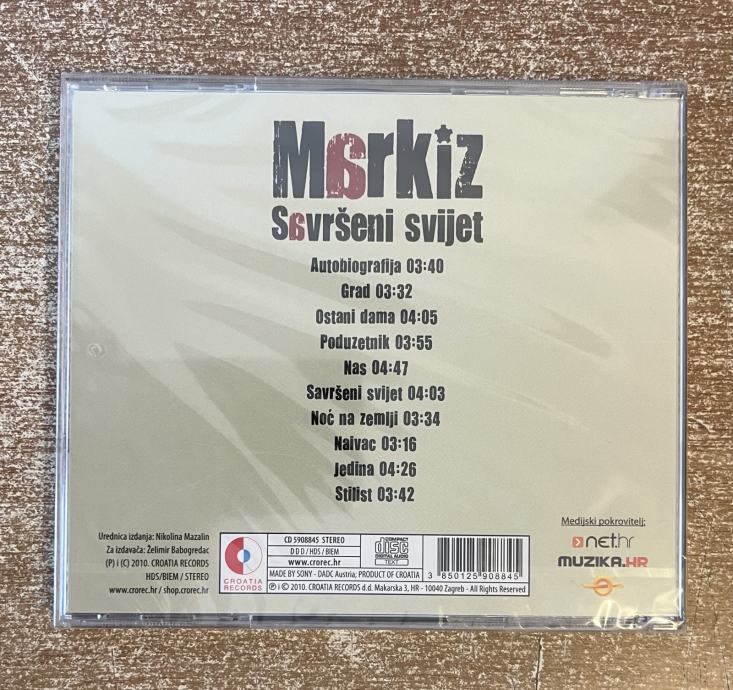 Markiz
Savršeni svijet
Autobiografija 03:40
Grad 03:32
Ostani dama 04:05
Poduzetnik 03:55
Nas 04:47
Savršeni svijet 04:03
Noć na zemlji 03:34
Naivac 03:16
Jedina 04:26
Stilist 03:42
Urednica izdanja: Nikolina Mazalin
Za izdavača: Želimir Babogredac
(P) i (C) 2010. CROATIA RECORDS
HDS/BIEM / STEREO
www.crorec.hr / shop.crorec.hr
CROATIA
RECORDS
CD 5908845 STEREO
D D D / HDS / BIEM
www.crorec.hr
COMPACT
disc
DIGITAL AUDIO
TEXT
MADE BY SONY - DADC Austria; PRODUCT OF CROATIA
℗ i © 2010. CROATIA RECORDS d.d. Makarska 3, HR - 10040 Zagreb - All Rights Reserved
3 850125 908845
Medijski pokrovitelj:
net.hr
MUZIKA.HR